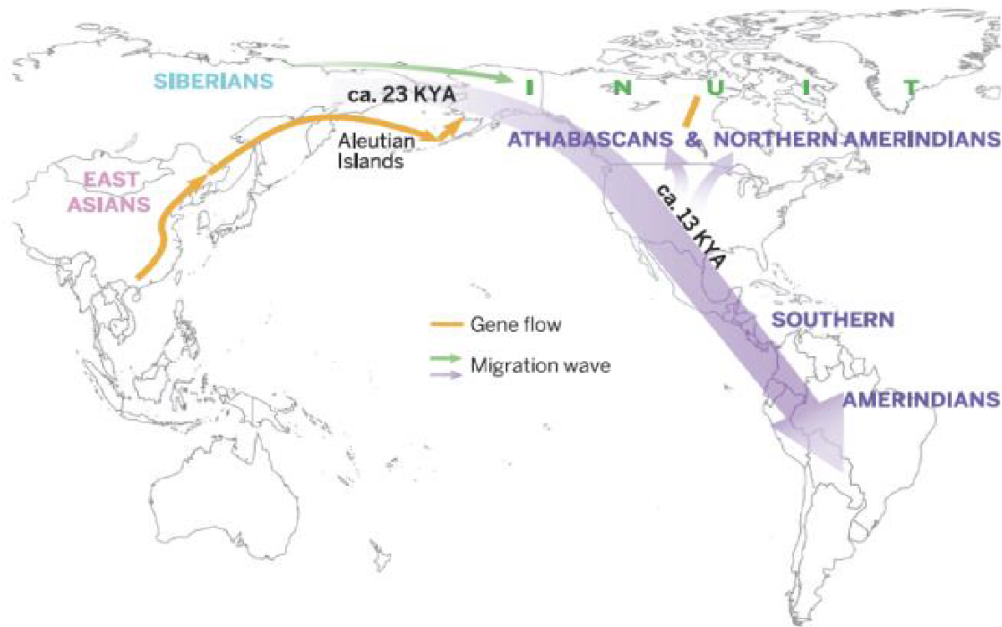 SIBERIANS
I N U I T
ca. 23 KYA
ATHABASCANS & NORTHERN AMERINDIANS
Aleutian
Islands
EAST
ASIANS
ca. 13 KYA
SOUTHERN
Gene flow
Migration wave
AMERINDIANS